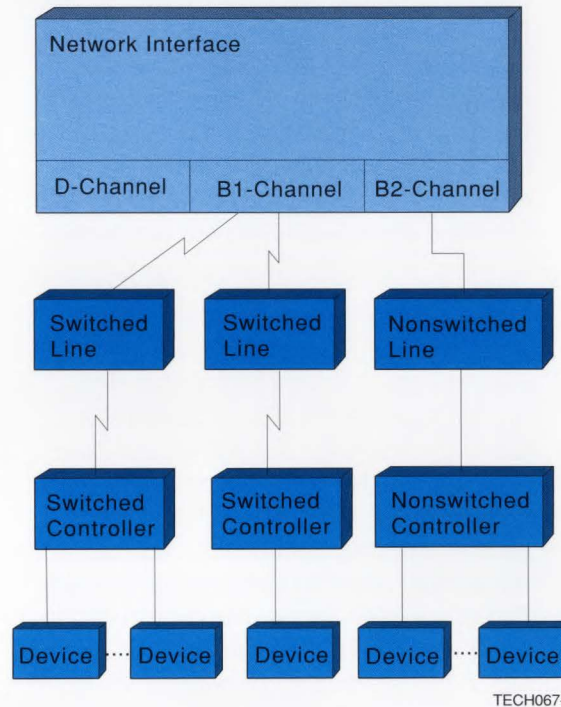 Network Interface
D-Channel
B1-Channel
B2-Channel
Switched
Line
Switched
Line
Nonswitched
Line
Switched
Controller
Switched
Controller
Nonswitched
Controller
Device
Device
Device
Device
Device